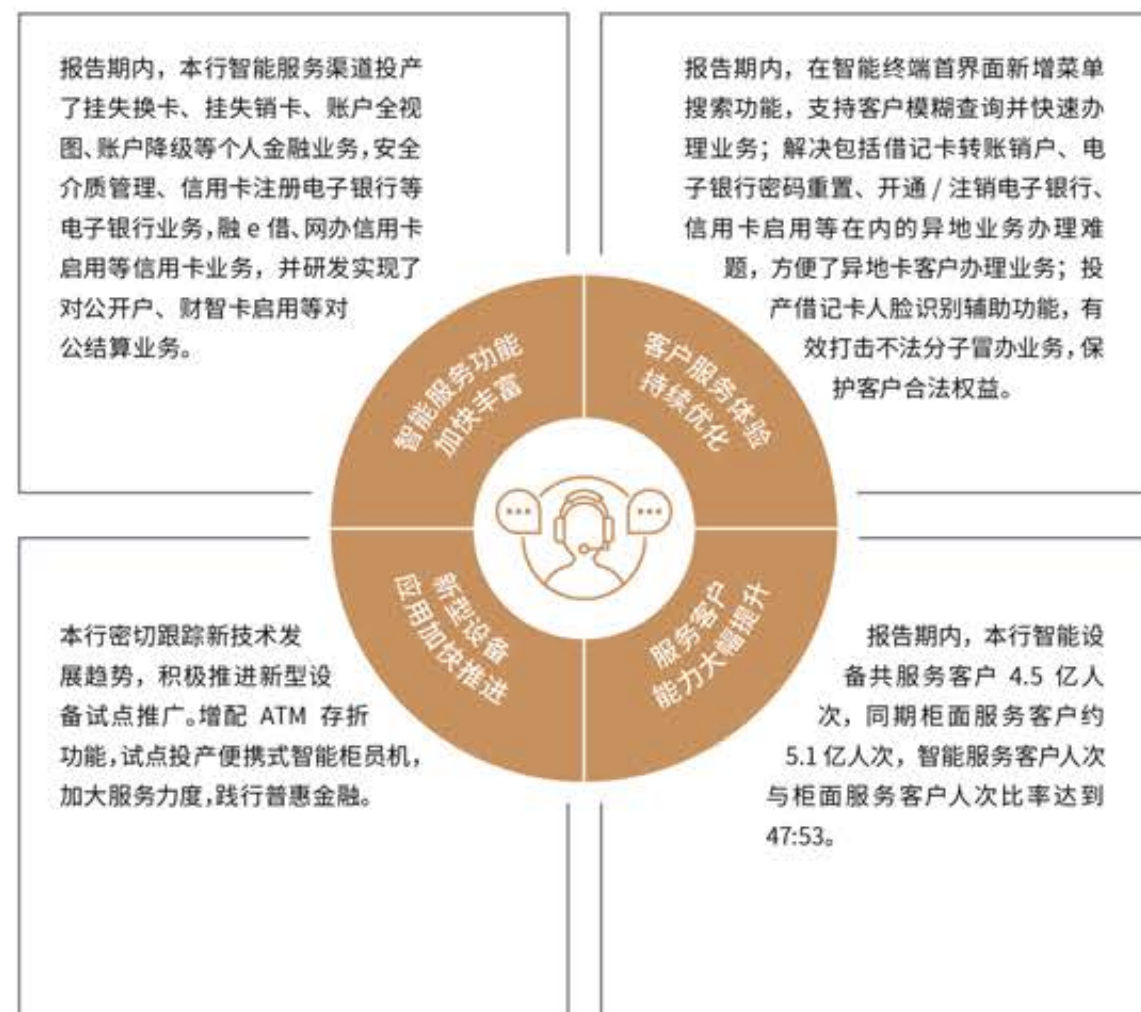 报告期内，本行智能服务渠道投产
了挂失换卡、挂失销卡、账户全视
图、账户降级等个人金融业务，安全
介质管理、信用卡注册电子银行等
电子银行业务，融 e 借、网办信用卡
启用等信用卡业务，并研发实现了
对公开户、财智卡启用等对
公结算业务。
报告期内，在智能终端首界面新增菜单
搜索功能，支持客户模糊查询并快速办
理业务；解决包括借记卡转账销户、电
子银行密码重置、开通 / 注销电子银行、
信用卡启用等在内的异地业务办理难
题，方便了异地卡客户办理业务；投
产借记卡人脸识别辅助功能，有
效打击不法分子冒办业务，保
护客户合法权益。
智能服务功能
加快丰富
客户服务体验
持续优化
新型设备
应用加快推进
服务客户
能力大幅提升
本行密切跟踪新技术发
展趋势，积极推进新型设
备试点推广。增配 ATM 存折
功能，试点投产便携式智能柜员机，
加大服务力度，践行普惠金融。
报告期内，本行智能设
备共服务客户 4.5 亿人
次，同期柜面服务客户约
5.1 亿人次，智能服务客户人次
与柜面服务客户人次比率达到
47:53。